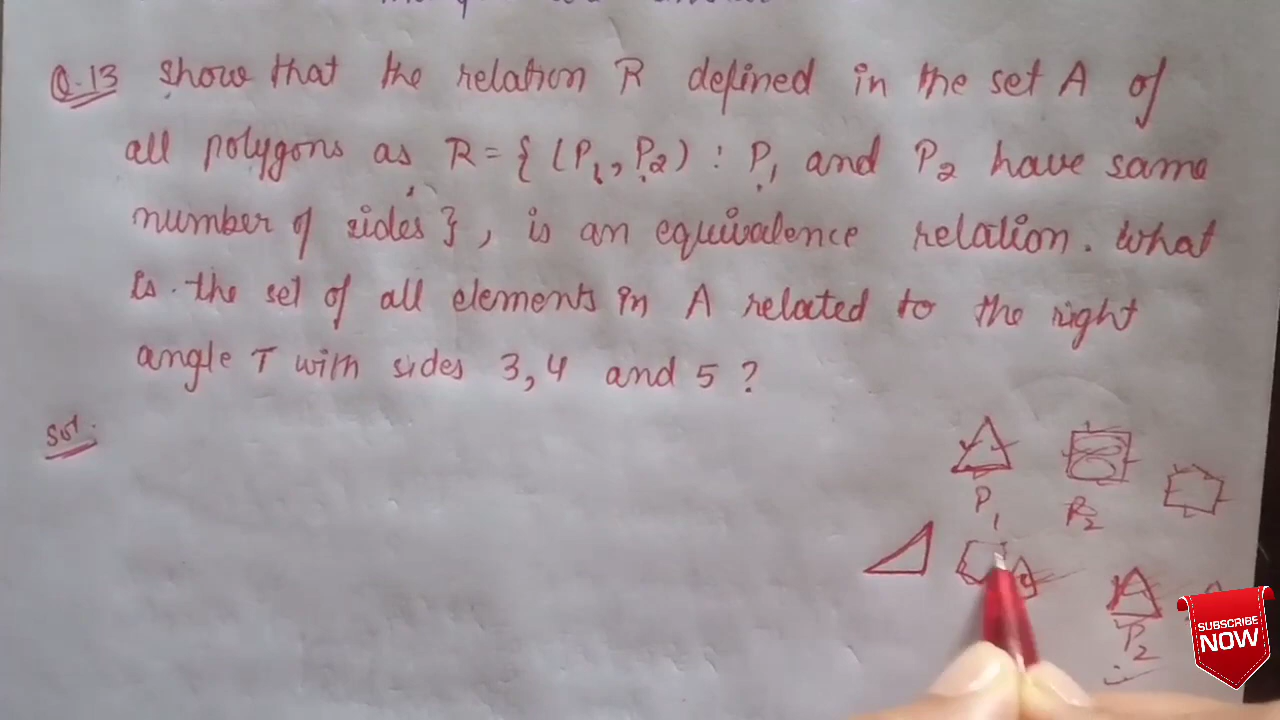 Q.13 show that the relation R defined in the set A of
all polygons as R = { (P1, P2) : P1 and P2 have same
number of sides }, is an equivalence relation. What
is the set of all elements in A related to the right
angle T with sides 3, 4 and 5 ?
Sol.
P1 P2
P2
SUBSCRIBE
NOW